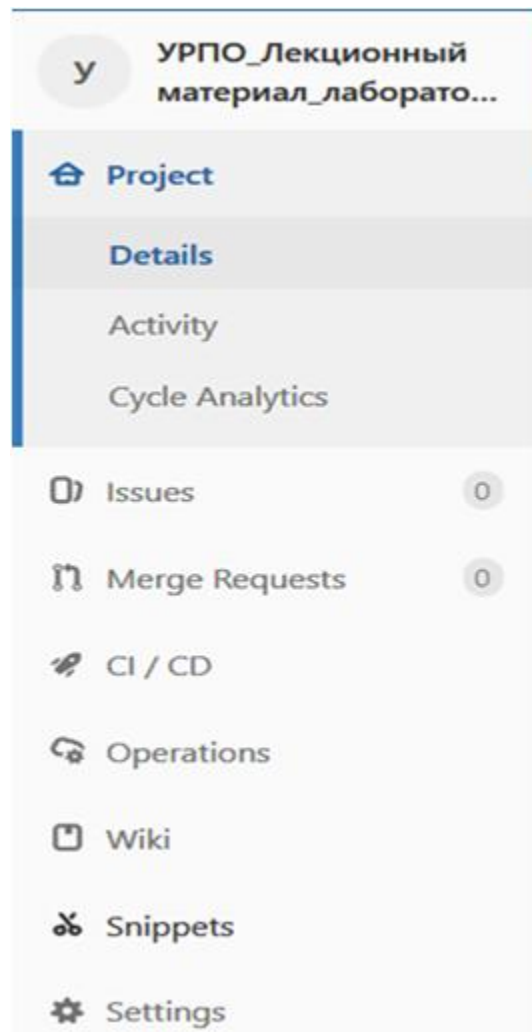 У
УРПО_Лекционный
материал_лаборато...
Project
Details
Activity
Cycle Analytics
Issues 0
Merge Requests 0
CI / CD
Operations
Wiki
Snippets
Settings